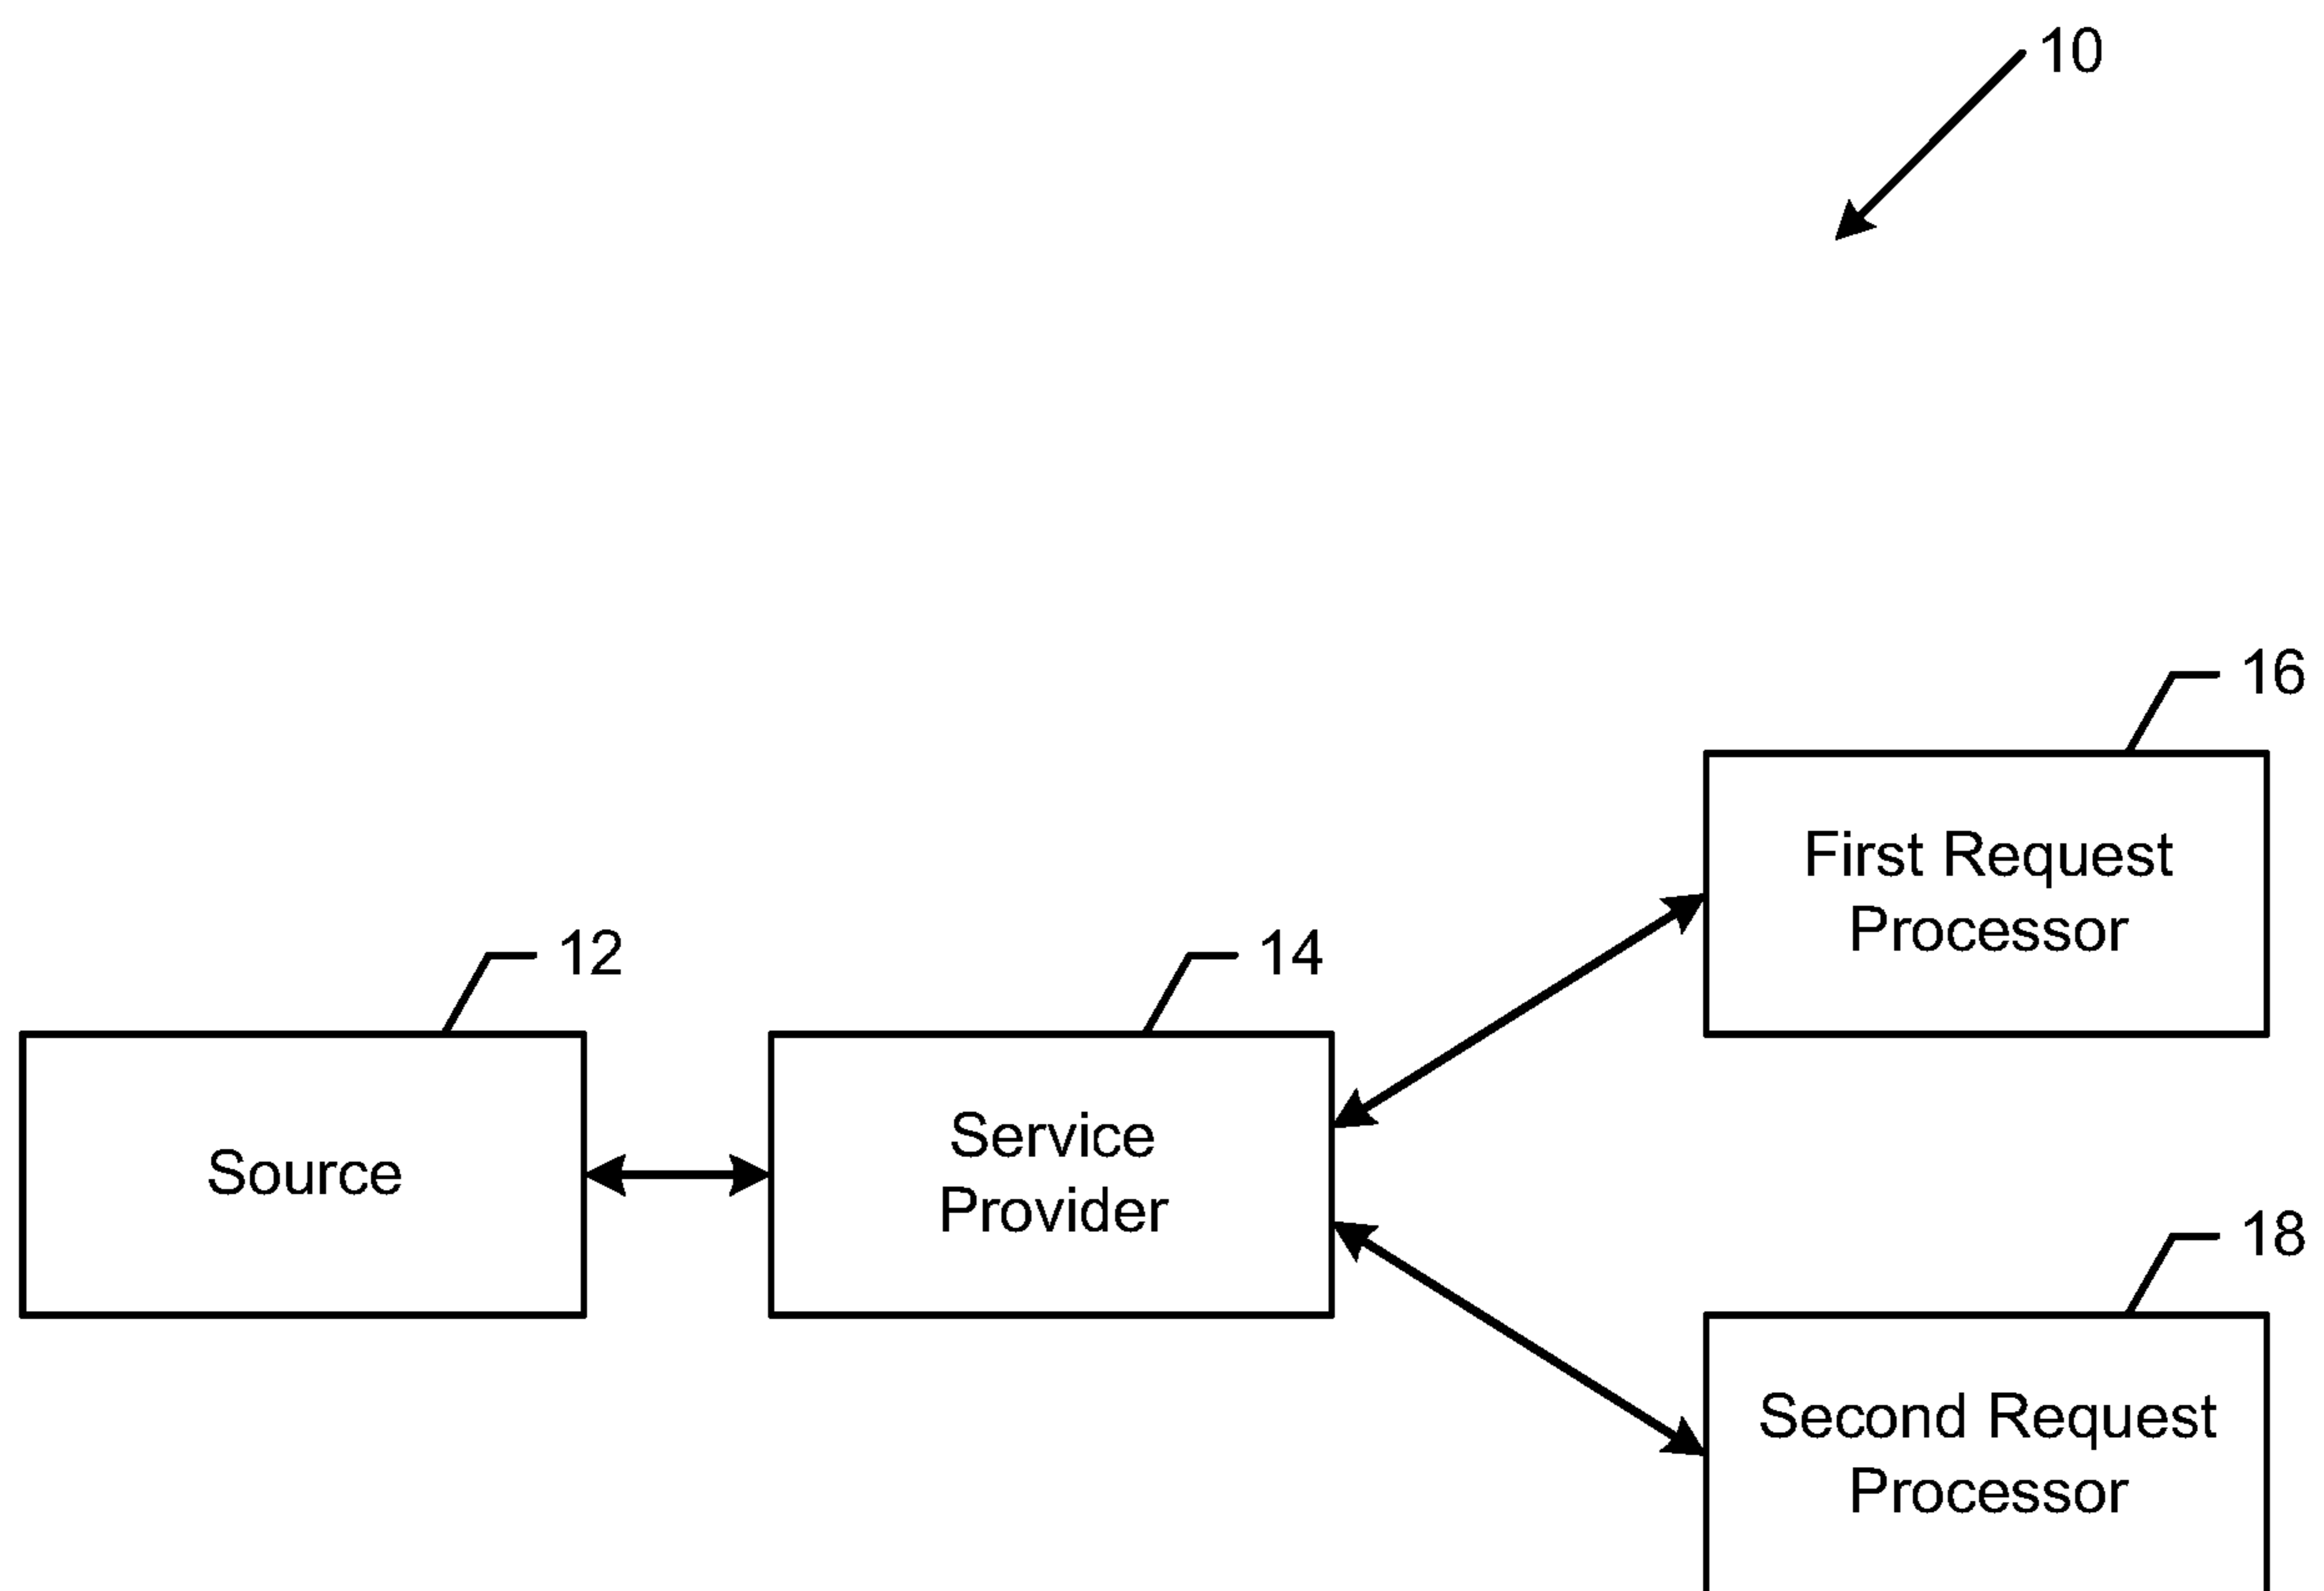 10
16
First Request
Processor
12
14
Source
Service
Provider
18
Second Request
Processor